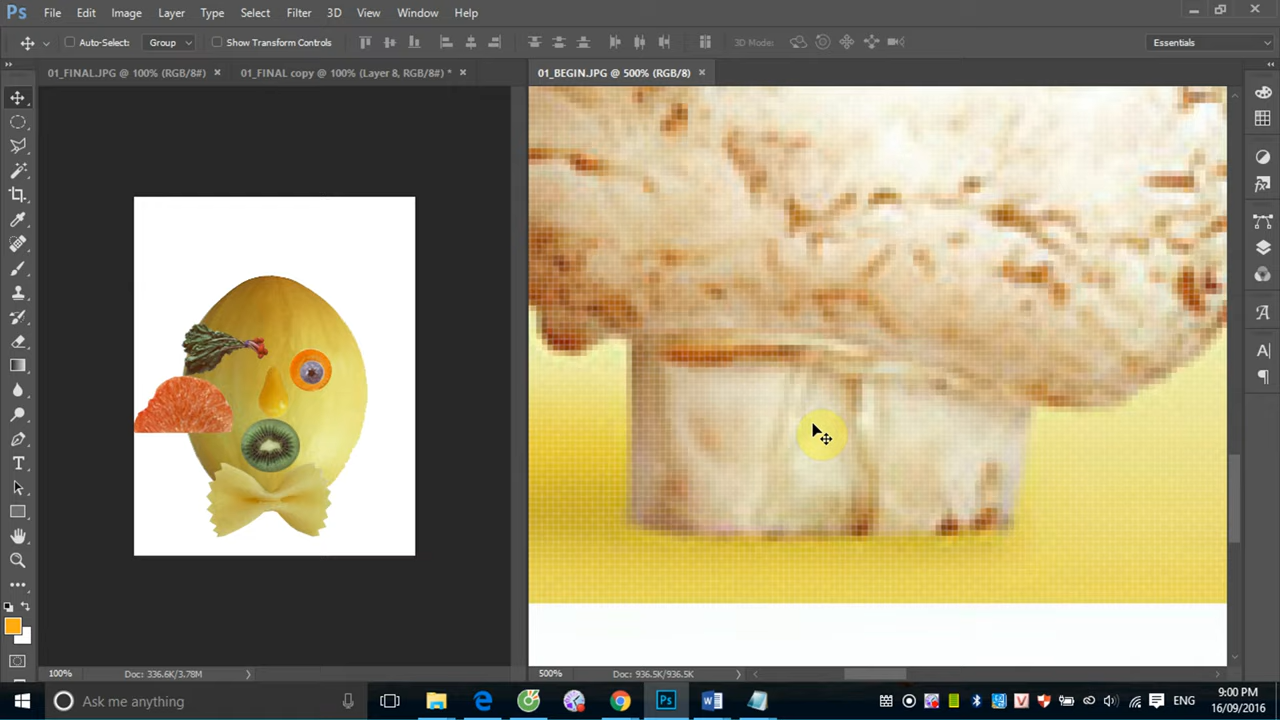 Ps File Edit Image Layer Type Select Filter 3D View Window Help
Auto-Select: Group Show Transform Controls 3D Mode: Essentials
01_FINAL.JPG @ 100% (RGB/8#) × 01_FINAL copy @ 100% (Layer 8, RGB/8#) * × 01_BEGIN.JPG @ 500% (RGB/8) ×
100% Doc: 336.6K/3.78M 500% Doc: 936.5K/936.5K
Ask me anything ENG 9:00 PM
16/09/2016